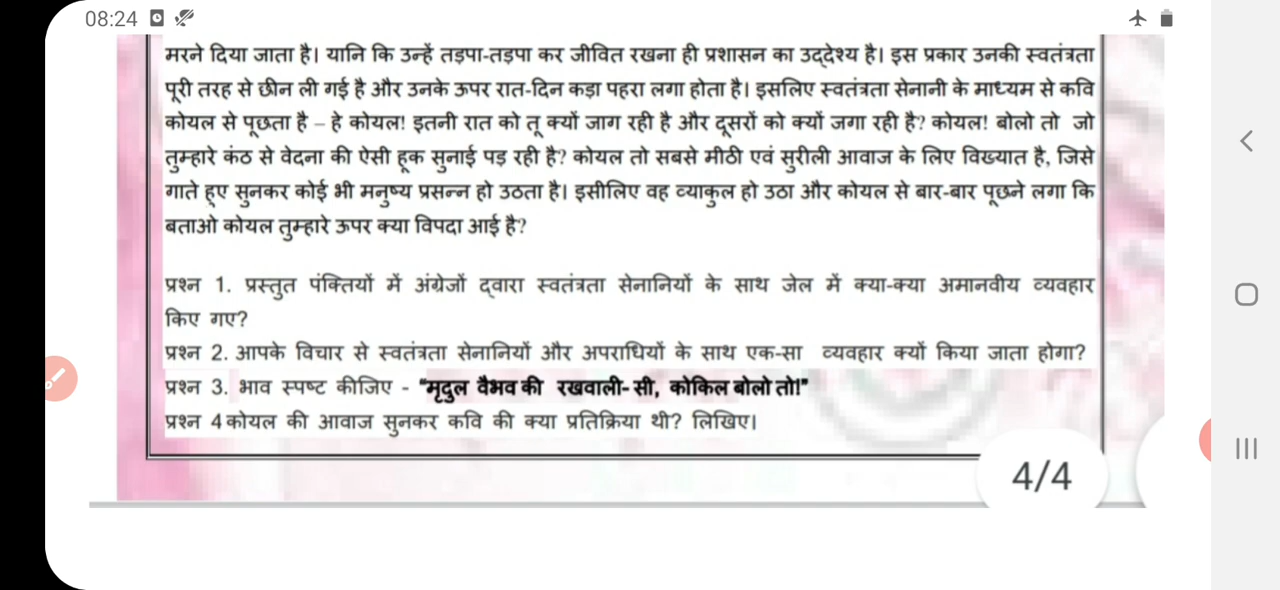 08:24
मरने दिया जाता है। यानि कि उन्हें तड़पा-तड़पा कर जीवित रखना ही प्रशासन का उद्देश्य है। इस प्रकार उनकी स्वतंत्रता
पूरी तरह से छीन ली गई है और उनके ऊपर रात-दिन कड़ा पहरा लगा होता है। इसलिए स्वतंत्रता सेनानी के माध्यम से कवि
कोयल से पूछता है – हे कोयल! इतनी रात को तू क्यों जाग रही है और दूसरों को क्यों जगा रही है? कोयल! बोलो तो जो
तुम्हारे कंठ से वेदना की ऐसी हूक सुनाई पड़ रही है? कोयल तो सबसे मीठी एवं सुरीली आवाज के लिए विख्यात है, जिसे
गाते हुए सुनकर कोई भी मनुष्य प्रसन्न हो उठता है। इसीलिए वह व्याकुल हो उठा और कोयल से बार-बार पूछने लगा कि
बताओ कोयल तुम्हारे ऊपर क्या विपदा आई है?
प्रश्न 1. प्रस्तुत पंक्तियों में अंग्रेजों द्वारा स्वतंत्रता सेनानियों के साथ जेल में क्या-क्या अमानवीय व्यवहार
किए गए?
प्रश्न 2. आपके विचार से स्वतंत्रता सेनानियों और अपराधियों के साथ एक-सा व्यवहार क्यों किया जाता होगा?
प्रश्न 3. भाव स्पष्ट कीजिए - "मृदुल वैभव की रखवाली- सी, कोकिल बोलो तो!"
प्रश्न 4 कोयल की आवाज सुनकर कवि की क्या प्रतिक्रिया थी? लिखिए।
4/4